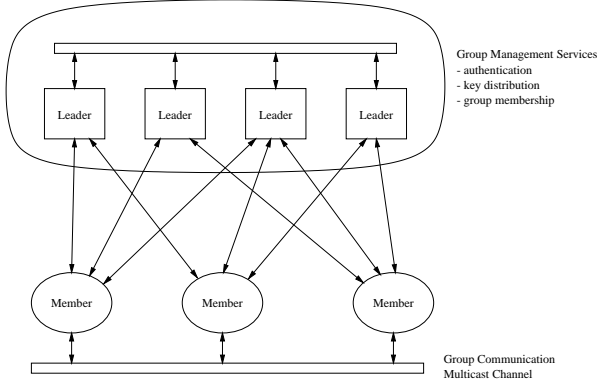 Group Management Services
- authentication
- key distribution
- group membership
Leader
Leader
Leader
Leader
Member
Member
Member
Group Communication
Multicast Channel